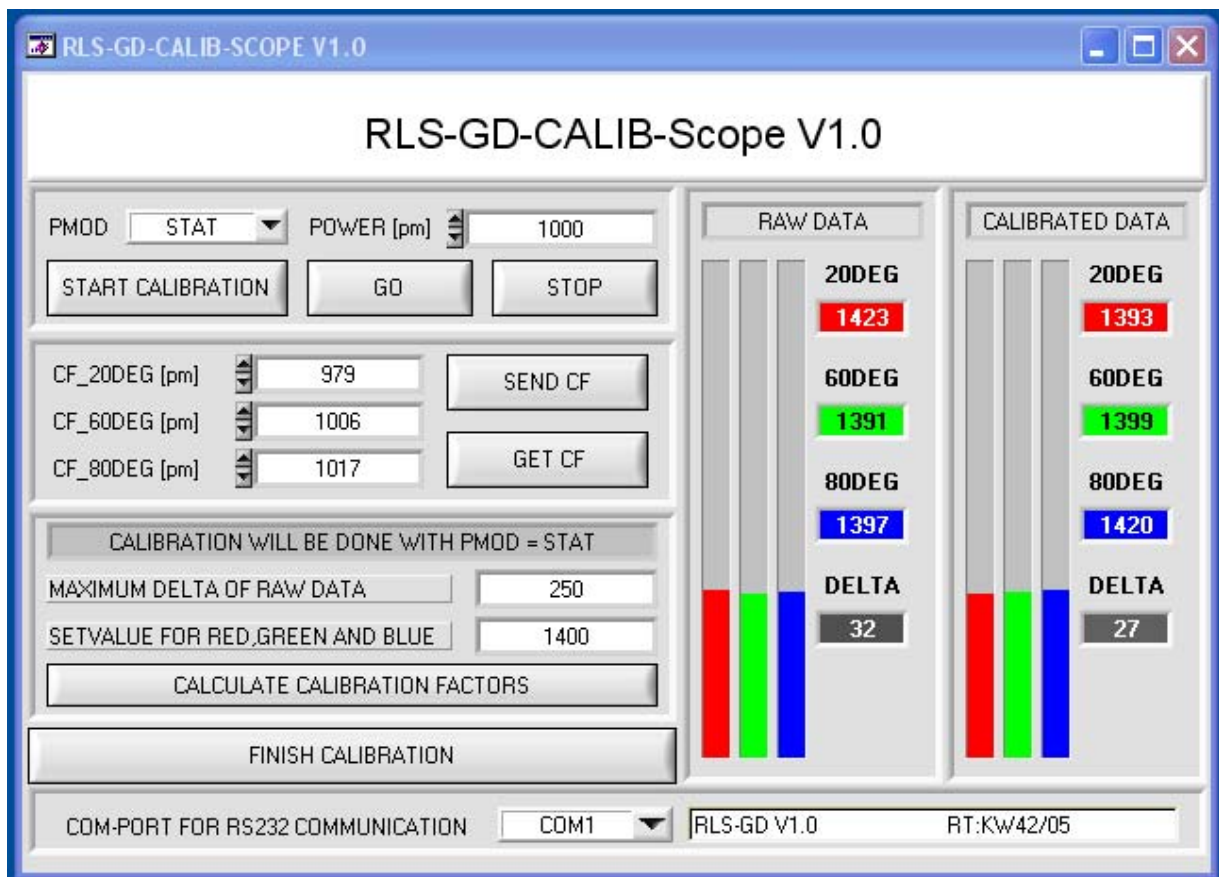 RLS-GD-CALIB-SCOPE V1.0
RLS-GD-CALIB-Scope V1.0
PMOD STAT POWER [pm] 1000
START CALIBRATION GO STOP
CF_20DEG [pm] 979 SEND CF
CF_60DEG [pm] 1006
CF_80DEG [pm] 1017 GET CF
CALIBRATION WILL BE DONE WITH PMOD = STAT
MAXIMUM DELTA OF RAW DATA 250
SETVALUE FOR RED,GREEN AND BLUE 1400
CALCULATE CALIBRATION FACTORS
FINISH CALIBRATION
RAW DATA
20DEG
1423
60DEG
1391
80DEG
1397
DELTA
32
CALIBRATED DATA
20DEG
1393
60DEG
1399
80DEG
1420
DELTA
27
COM-PORT FOR RS232 COMMUNICATION COM1 RLS-GD V1.0 RT:KW42/05